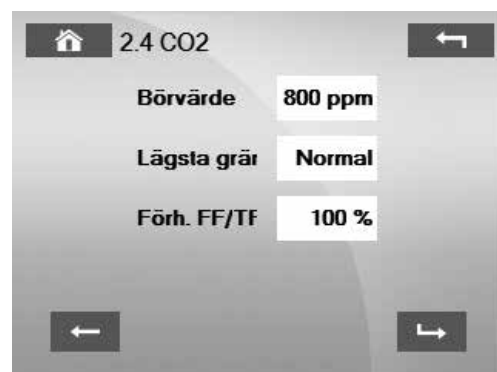 2.4 CO2
Börvärde 800 ppm
Lägsta grär Normal
Förh. FF/TF 100 %